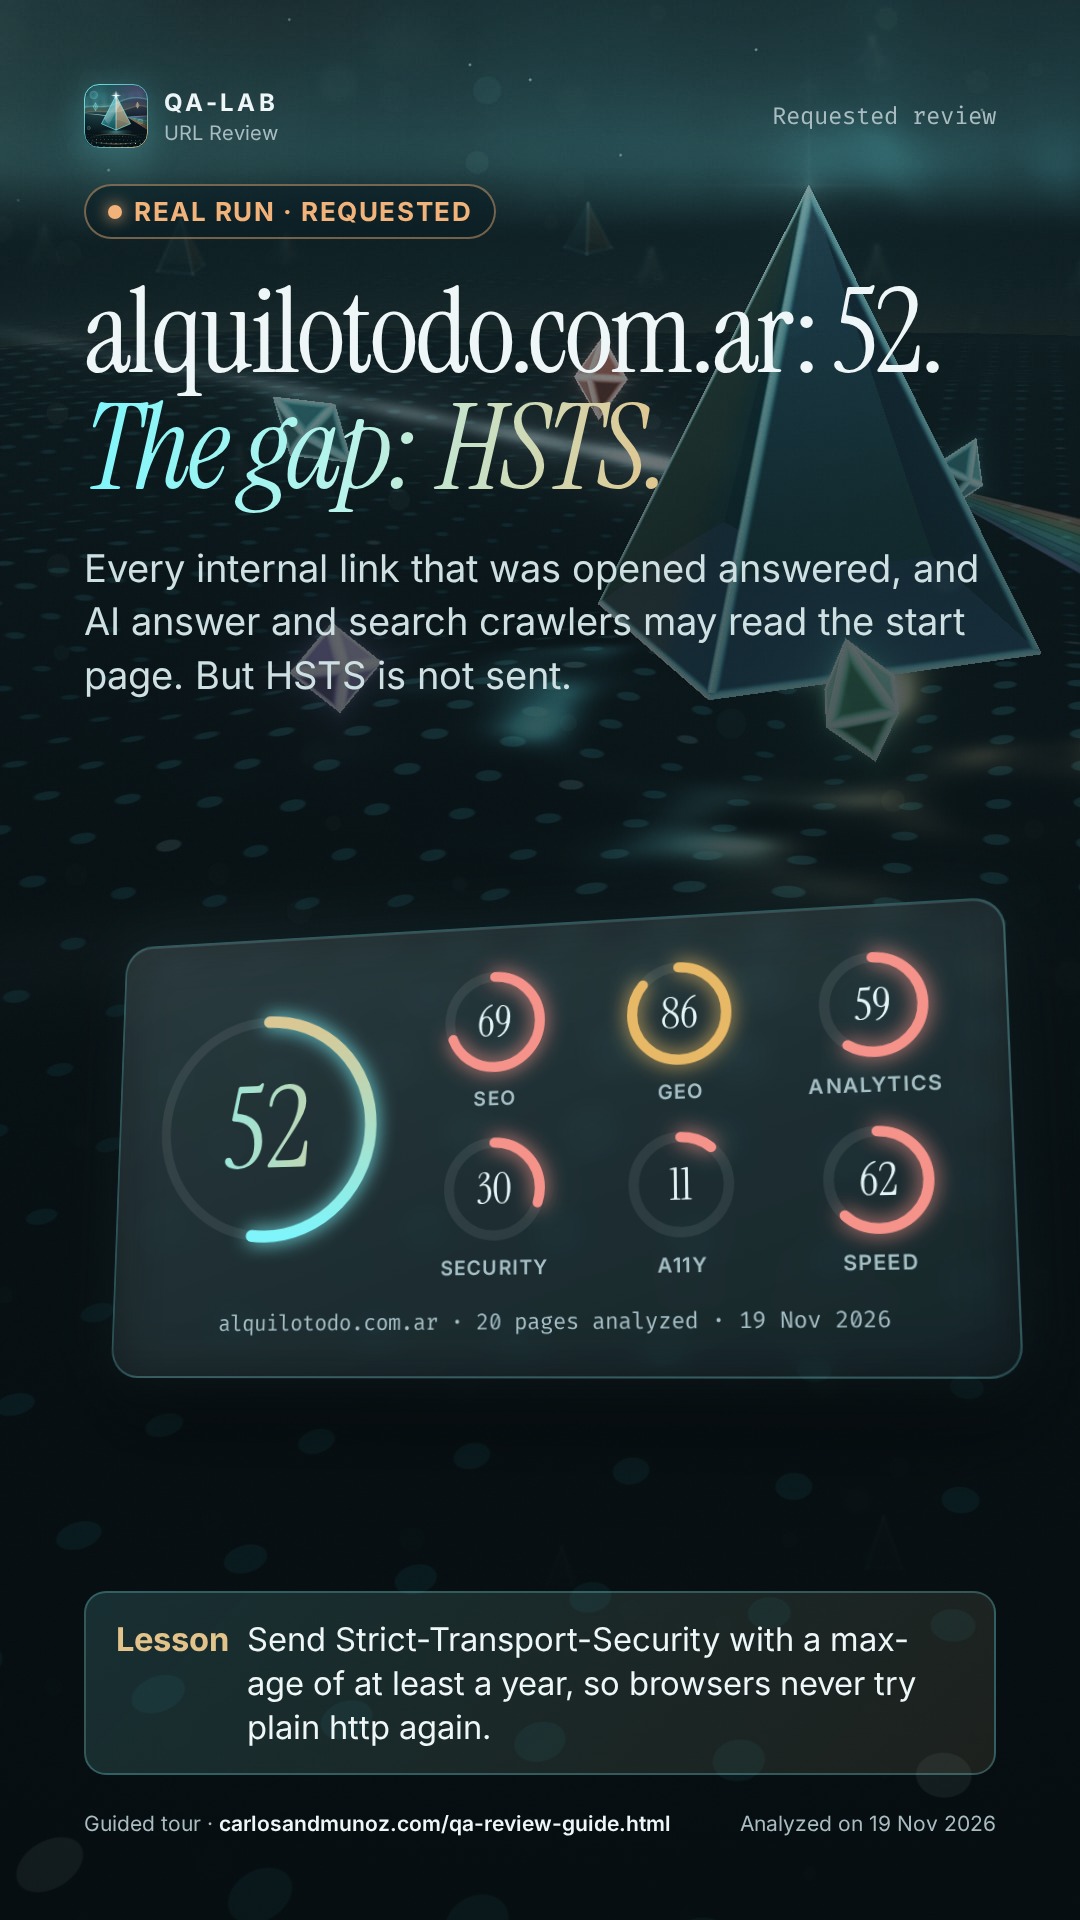 QA-LAB
URL Review
Requested review
REAL RUN · REQUESTED
alquilotodo.com.ar: 52.
The gap: HSTS.
Every internal link that was opened answered, and
AI answer and search crawlers may read the start
page. But HSTS is not sent.
52
69
SEO
86
GEO
59
ANALYTICS
30
SECURITY
11
A11Y
62
SPEED
alquilotodo.com.ar · 20 pages analyzed · 19 Nov 2026
Lesson Send Strict-Transport-Security with a max-
age of at least a year, so browsers never try
plain http again.
Guided tour · carlosandmunoz.com/qa-review-guide.html
Analyzed on 19 Nov 2026